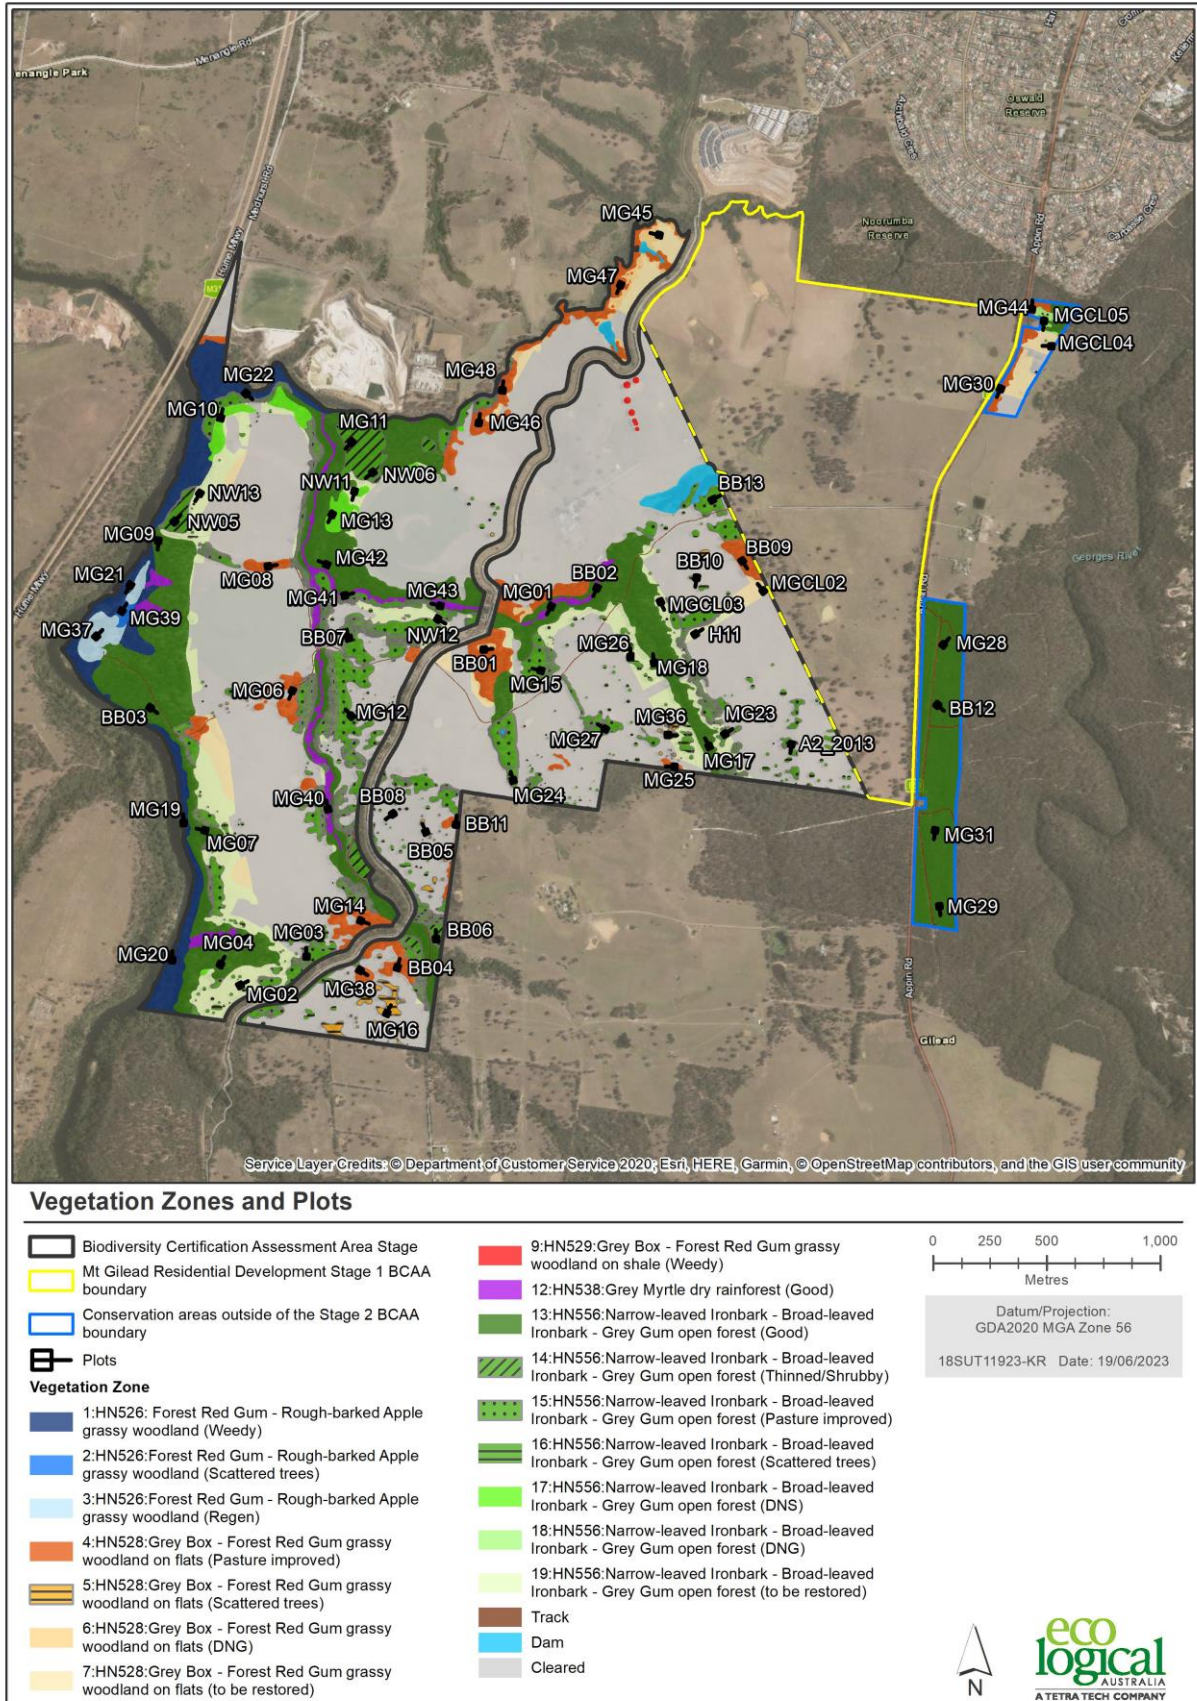 Menangle Rd
enangle Park
Medhurst Rd
Hume Mwy
M31
Oswald
Reserve
Archibald Cres
Appin Rd
Noorumba
Reserve
MG45
MG47
MG44
MGCL05
MGCL04
MG30
MG48
MG46
MG22
MG10
MG11
NW11
NW06
NW13
MG13
NW05
BB13
MG09
MG42
BB09
Georges River
MG08
BB10
MG21
BB02
MG41
MG43
MG01
MGCL02
MG39
MGCL03
Hume Mwy
MG37
BB07
NW12
H11
MG26
MG28
BB01
MG18
MG15
MG06
BB03
MG12
BB12
MG36
MG23
MG27
A2_2013
MG17
MG25
MG24
MG40
BB08
MG19
BB11
MG07
BB05
MG31
MG14
MG29
MG03
BB06
MG04
MG20
BB04
MG38
MG02
MG16
Appin Rd
Gilead
Service Layer Credits: © Department of Customer Service 2020, Esri, HERE, Garmin, © OpenStreetMap contributors, and the GIS user community
Vegetation Zones and Plots
Biodiversity Certification Assessment Area Stage
Mt Gilead Residential Development Stage 1 BCAA
boundary
Conservation areas outside of the Stage 2 BCAA
boundary
Plots
Vegetation Zone
1:HN526: Forest Red Gum - Rough-barked Apple
grassy woodland (Weedy)
2:HN526:Forest Red Gum - Rough-barked Apple
grassy woodland (Scattered trees)
3:HN526:Forest Red Gum - Rough-barked Apple
grassy woodland (Regen)
4:HN528:Grey Box - Forest Red Gum grassy
woodland on flats (Pasture improved)
5:HN528:Grey Box - Forest Red Gum grassy
woodland on flats (Scattered trees)
6:HN528:Grey Box - Forest Red Gum grassy
woodland on flats (DNG)
7:HN528:Grey Box - Forest Red Gum grassy
woodland on flats (to be restored)
9:HN529:Grey Box - Forest Red Gum grassy
woodland on shale (Weedy)
12:HN538:Grey Myrtle dry rainforest (Good)
13:HN556:Narrow-leaved Ironbark - Broad-leaved
Ironbark - Grey Gum open forest (Good)
14:HN556:Narrow-leaved Ironbark - Broad-leaved
Ironbark - Grey Gum open forest (Thinned/Shrubby)
15:HN556:Narrow-leaved Ironbark - Broad-leaved
Ironbark - Grey Gum open forest (Pasture improved)
16:HN556:Narrow-leaved Ironbark - Broad-leaved
Ironbark - Grey Gum open forest (Scattered trees)
17:HN556:Narrow-leaved Ironbark - Broad-leaved
Ironbark - Grey Gum open forest (DNS)
18:HN556:Narrow-leaved Ironbark - Broad-leaved
Ironbark - Grey Gum open forest (DNG)
19:HN556:Narrow-leaved Ironbark - Broad-leaved
Ironbark - Grey Gum open forest (to be restored)
Track
Dam
Cleared
0 250 500 1,000
Metres
Datum/Projection:
GDA2020 MGA Zone 56
18SUT11923-KR Date: 19/06/2023
N
eco
logical
AUSTRALIA
A TETRA TECH COMPANY